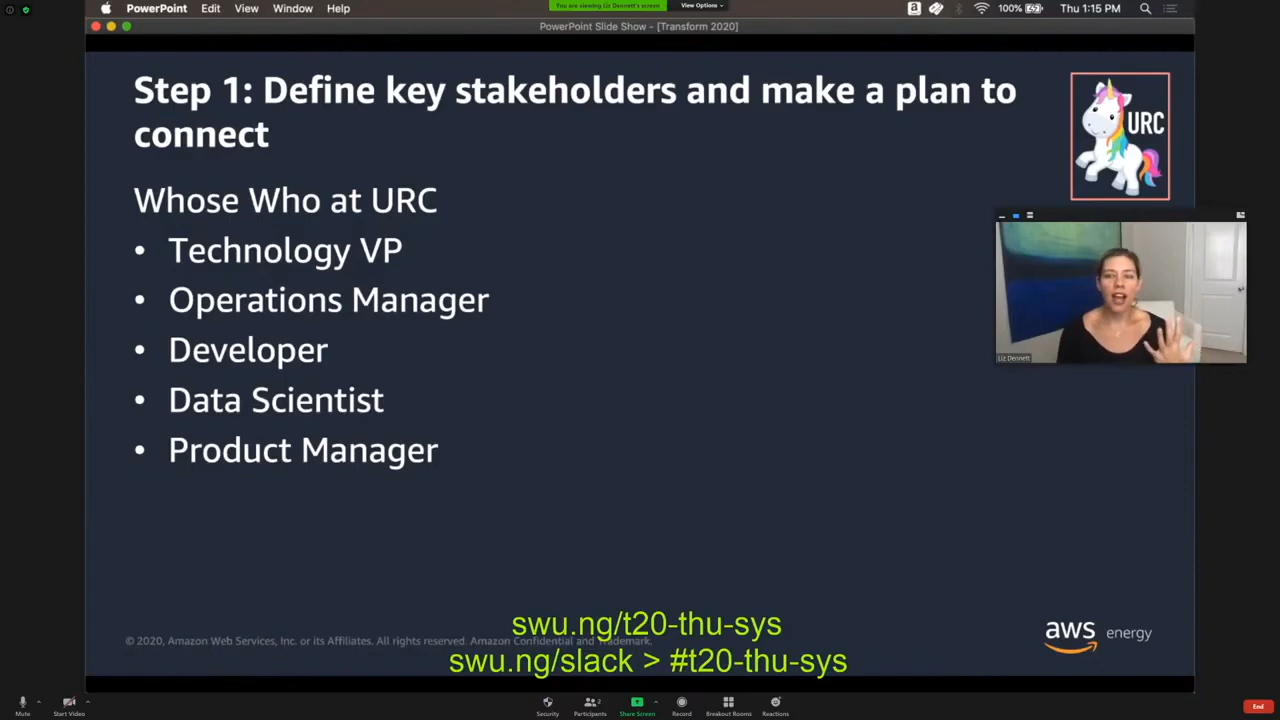 PowerPoint Edit View Window Help
You are viewing Liz Dennett's screen View Options
100% Thu 1:15 PM
PowerPoint Slide Show - [Transform 2020]
Step 1: Define key stakeholders and make a plan to
connect
URC
Whose Who at URC
• Technology VP
• Operations Manager
• Developer
• Data Scientist
• Product Manager
Liz Dennett
swu.ng/t20-thu-sys
© 2020, Amazon Web Services, Inc. or its Affiliates. All rights reserved. Amazon Confidential and Trademark.
swu.ng/slack > #t20-thu-sys
aws energy
Mute Start Video Security Participants 2 Share Screen Record Breakout Rooms Reactions End